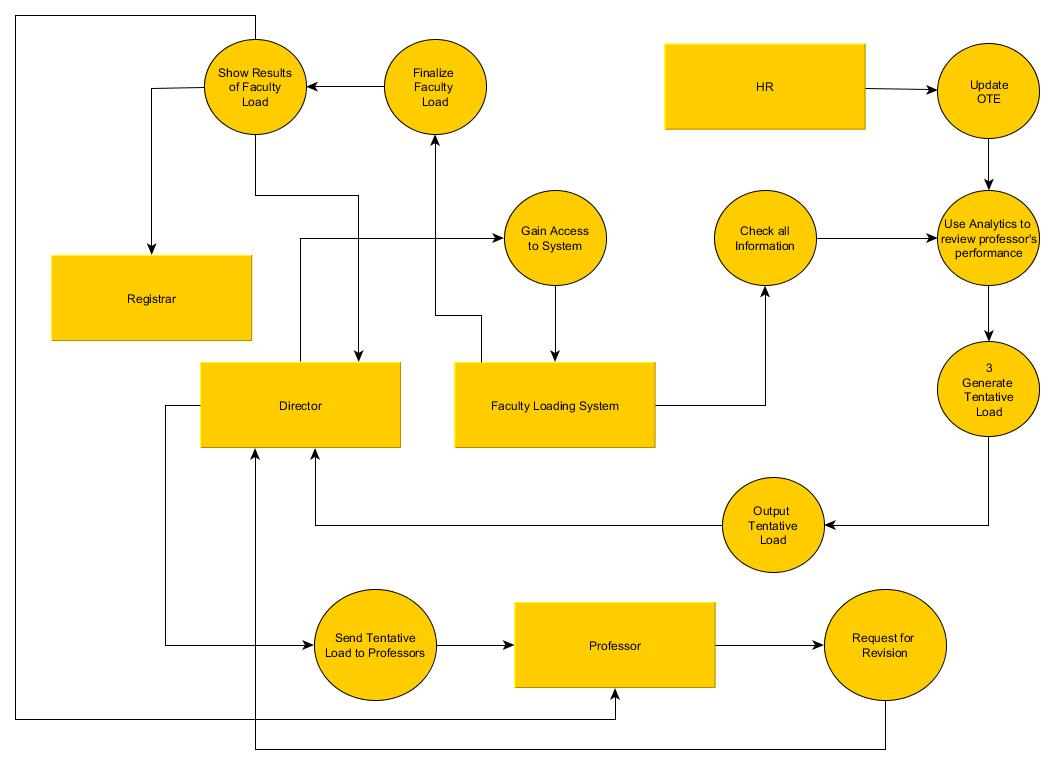 Show Results
of Faculty
Load
Finalize
Faculty
Load
HR
Update
OTE
Gain Access
to System
Check all
Information
Use Analytics to
review professor's
performance
Registrar
Director
Faculty Loading System
3
Generate
Tentative
Load
Output
Tentative
Load
Send Tentative
Load to Professors
Professor
Request for
Revision